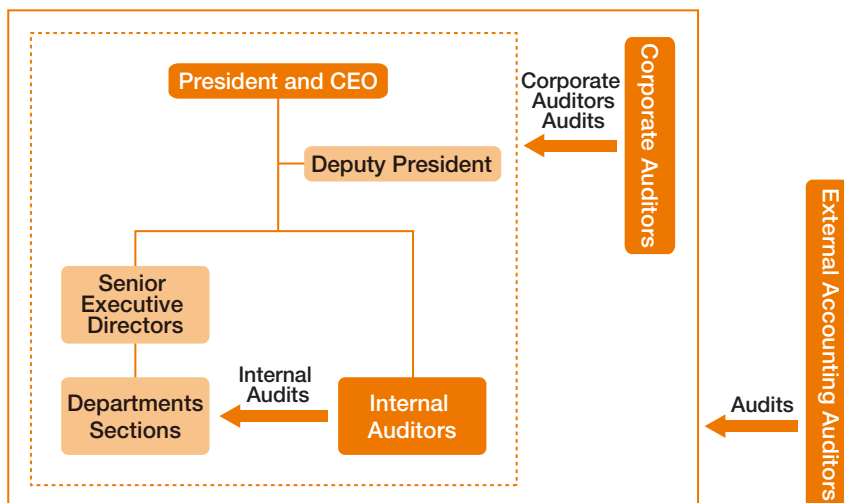 President and CEO
Corporate
Auditors
Audits
Corporate Auditors
Deputy President
External Accounting Auditors
Senior
Executive
Directors
Departments
Sections
Internal
Audits
Internal
Auditors
Audits